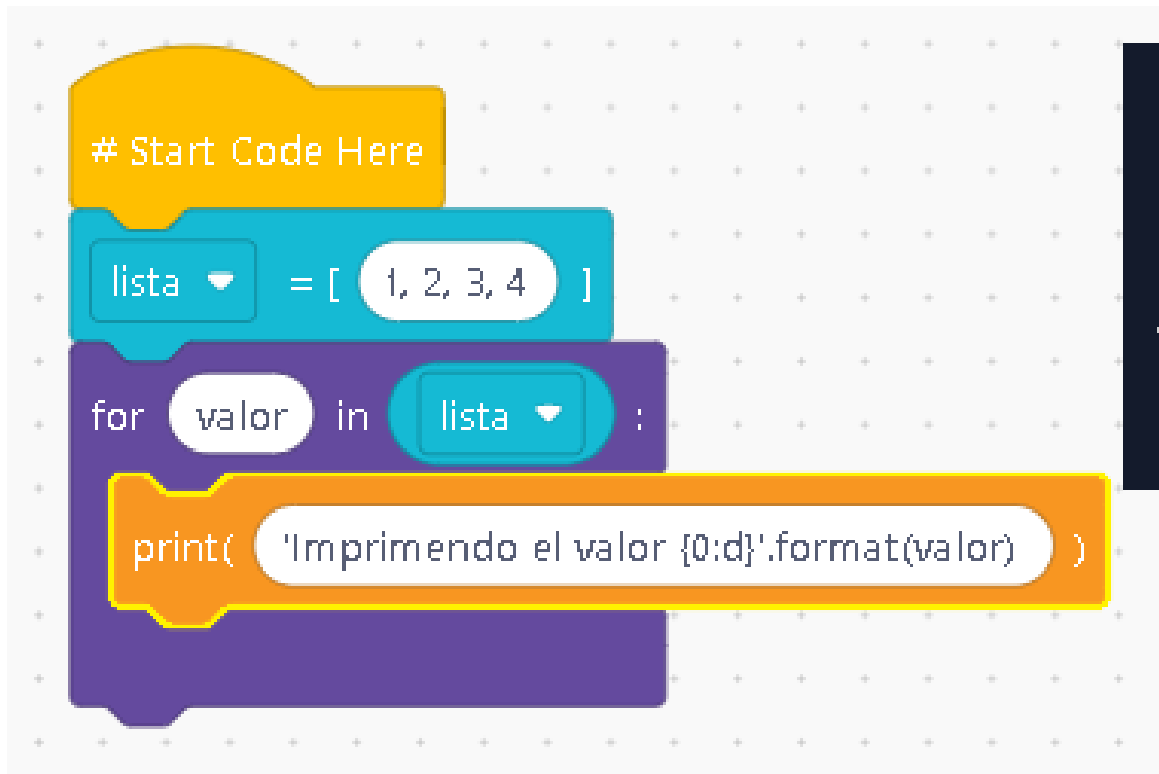 # Start Code Here
lista = [ 1, 2, 3, 4 ]
for valor in lista :
print( 'Imprimendo el valor {0:d}'.format(valor) )